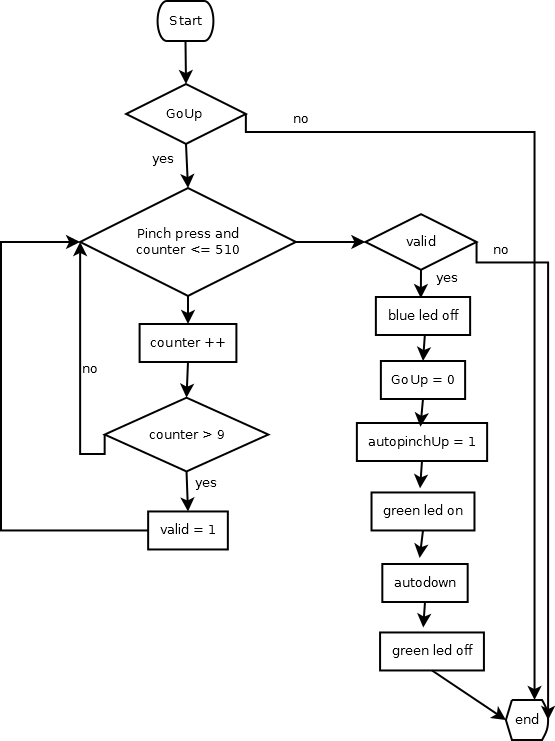 Start
GoUp
no
yes
Pinch press and
counter <= 510
valid
no
yes
counter ++
blue led off
no
GoUp = 0
counter > 9
autopinchUp = 1
yes
green led on
valid = 1
autodown
green led off
end